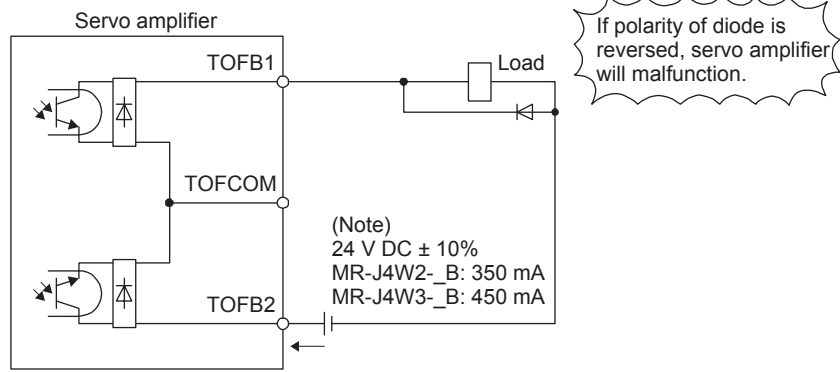 Servo amplifier
If polarity of diode is
reversed, servo amplifier
will malfunction.
TOFB1
Load
TOFCOM
(Note)
24 V DC ± 10%
MR-J4W2-_B: 350 mA
MR-J4W3-_B: 450 mA
TOFB2